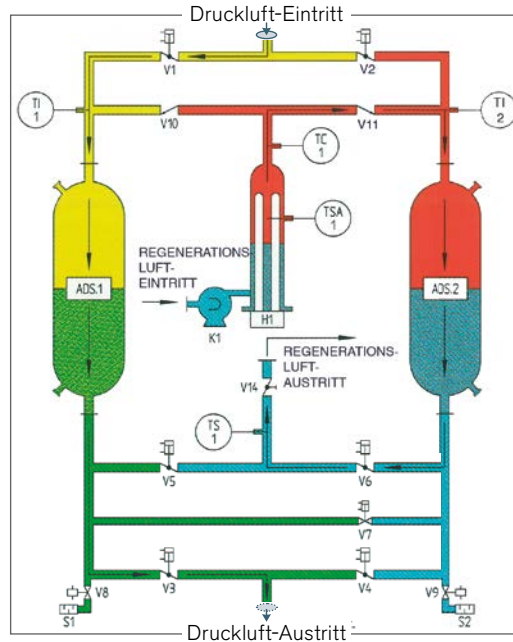 Druckluft-Eintritt
V1
V2
TI
1
V10
V11
TI
2
TC
1
TSA
1
REGENERATIONS
LUFT-
EINTRITT
ADS.1
ADS.2
K1
H1
REGENERATIONS-
LUFT-
AUSTRITT
V14
TS
1
V5
V6
V7
V3
V4
V8
V9
S1
S2
Druckluft-Austritt